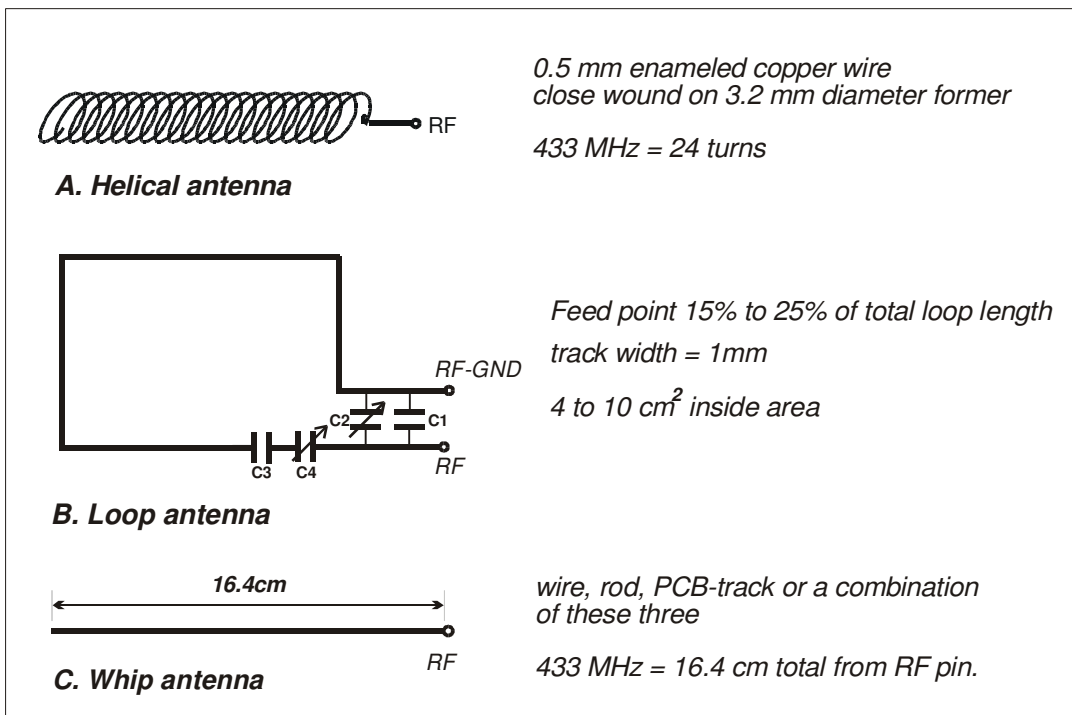 0.5 mm enameled copper wire
close wound on 3.2 mm diameter former
RF
433 MHz = 24 turns
A. Helical antenna
Feed point 15% to 25% of total loop length
track width = 1mm
RF-GND
4 to 10 cm² inside area
C2
C1
C3
C4
RF
B. Loop antenna
16.4cm
wire, rod, PCB-track or a combination
of these three
RF
433 MHz = 16.4 cm total from RF pin.
C. Whip antenna